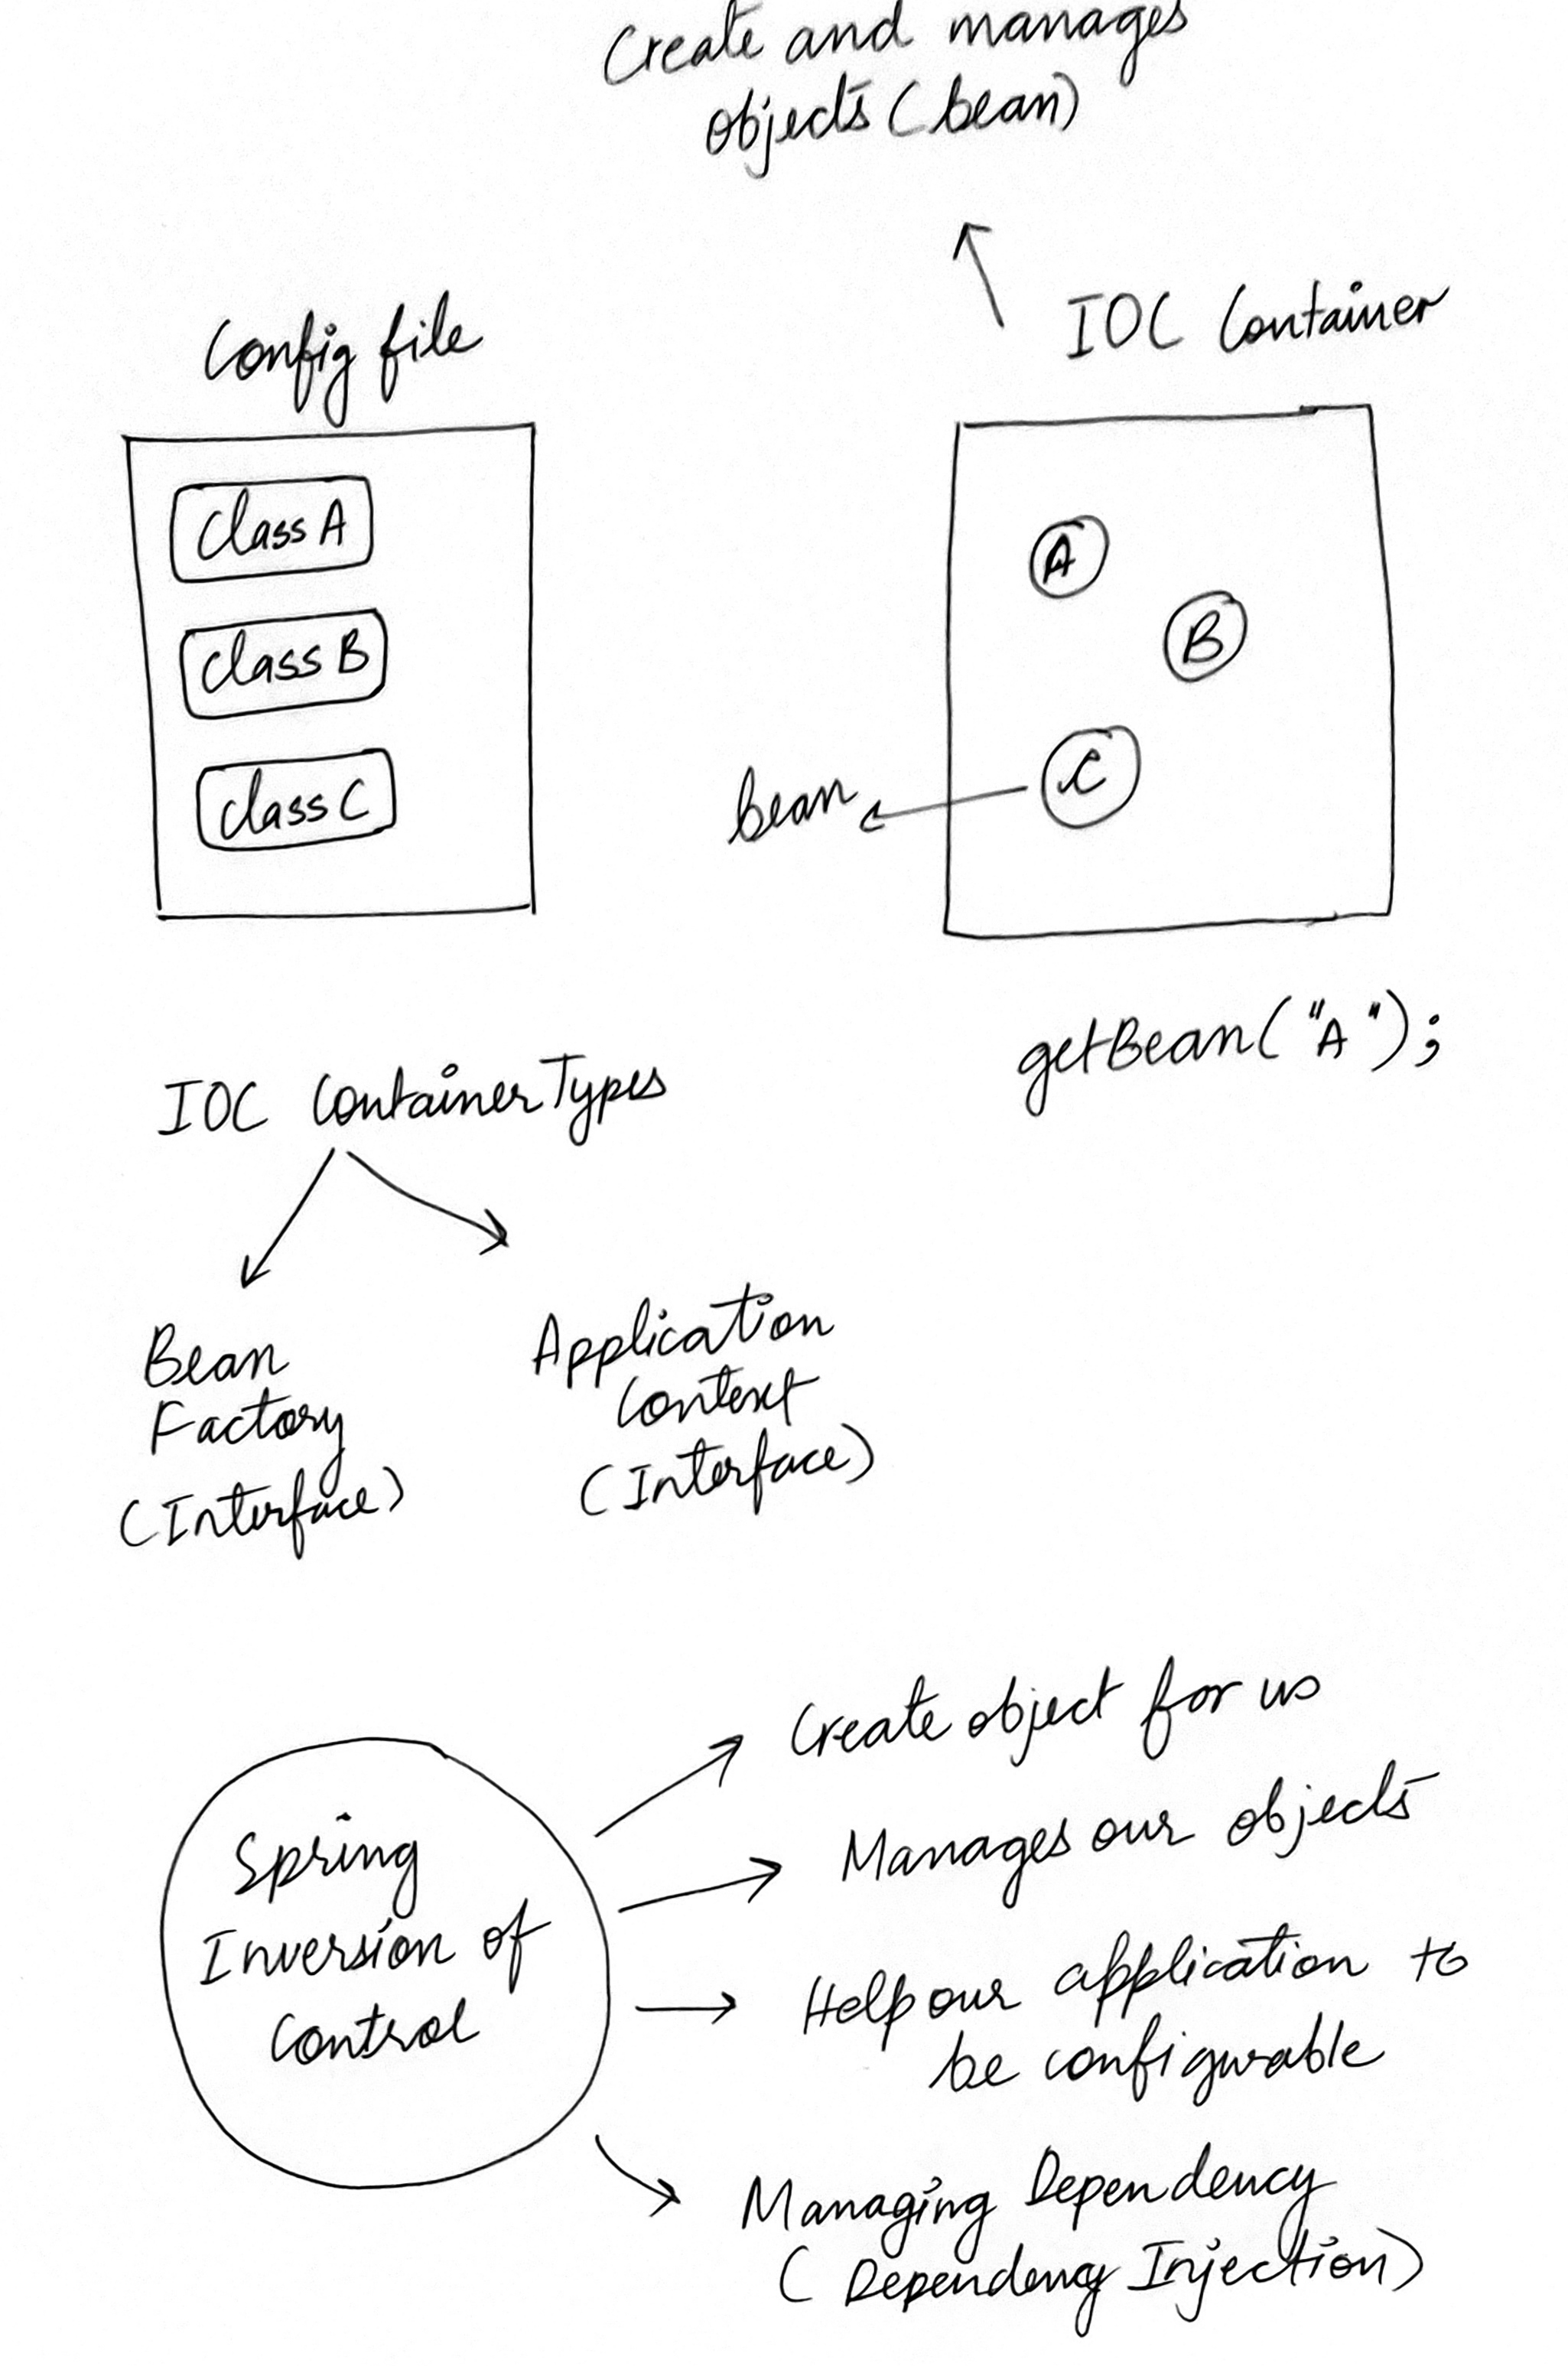 Create and manages
objects (bean)
Config file
IOC Container
Class A
Class B
Class C
A
B
C
bean
getBean("A");
IOC Container Types
Bean
Factory
(Interface)
Application
Context
(Interface)
Spring
Inversion of
Control
Create object for us
Manages our objects
Help our application to
be configurable
Managing Dependency
( Dependency Injection)